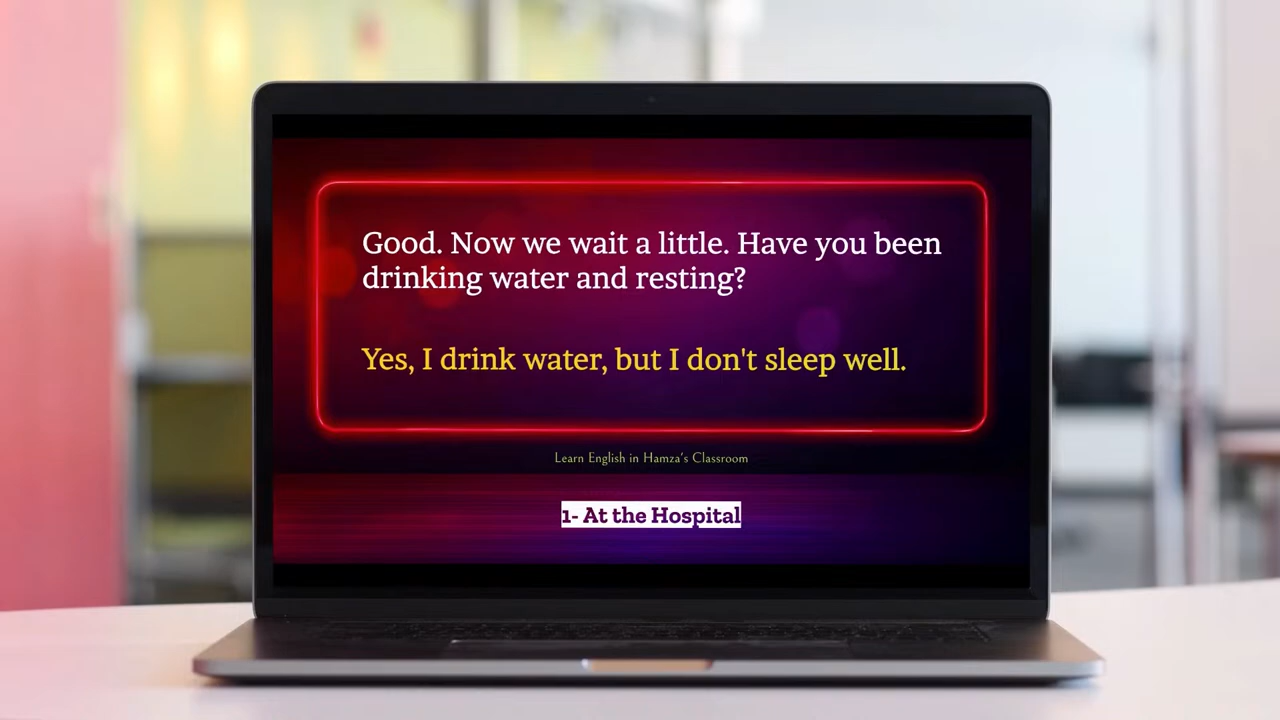 Good. Now we wait a little. Have you been
drinking water and resting?
Yes, I drink water, but I don't sleep well.
Learn English in Hamza's Classroom
1- At the Hospital